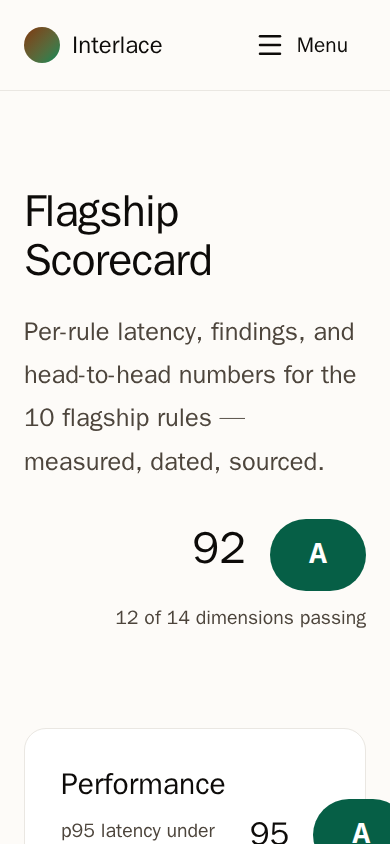 Interlace
Menu
Flagship
Scorecard
Per-rule latency, findings, and
head-to-head numbers for the
10 flagship rules —
measured, dated, sourced.
92
A
12 of 14 dimensions passing
Performance
p95 latency under
95
A